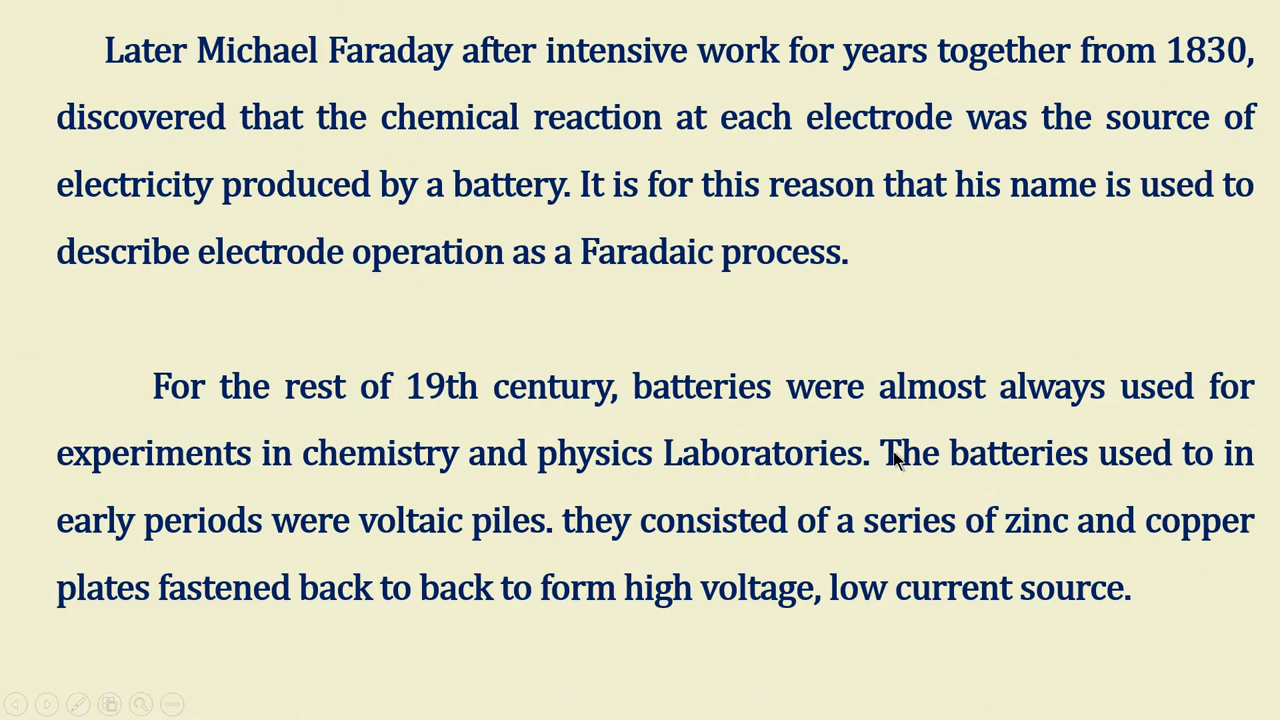 Later Michael Faraday after intensive work for years together from 1830,
discovered that the chemical reaction at each electrode was the source of
electricity produced by a battery. It is for this reason that his name is used to
describe electrode operation as a Faradaic process.
For the rest of 19th century, batteries were almost always used for
experiments in chemistry and physics Laboratories. The batteries used to in
early periods were voltaic piles. they consisted of a series of zinc and copper
plates fastened back to back to form high voltage, low current source.